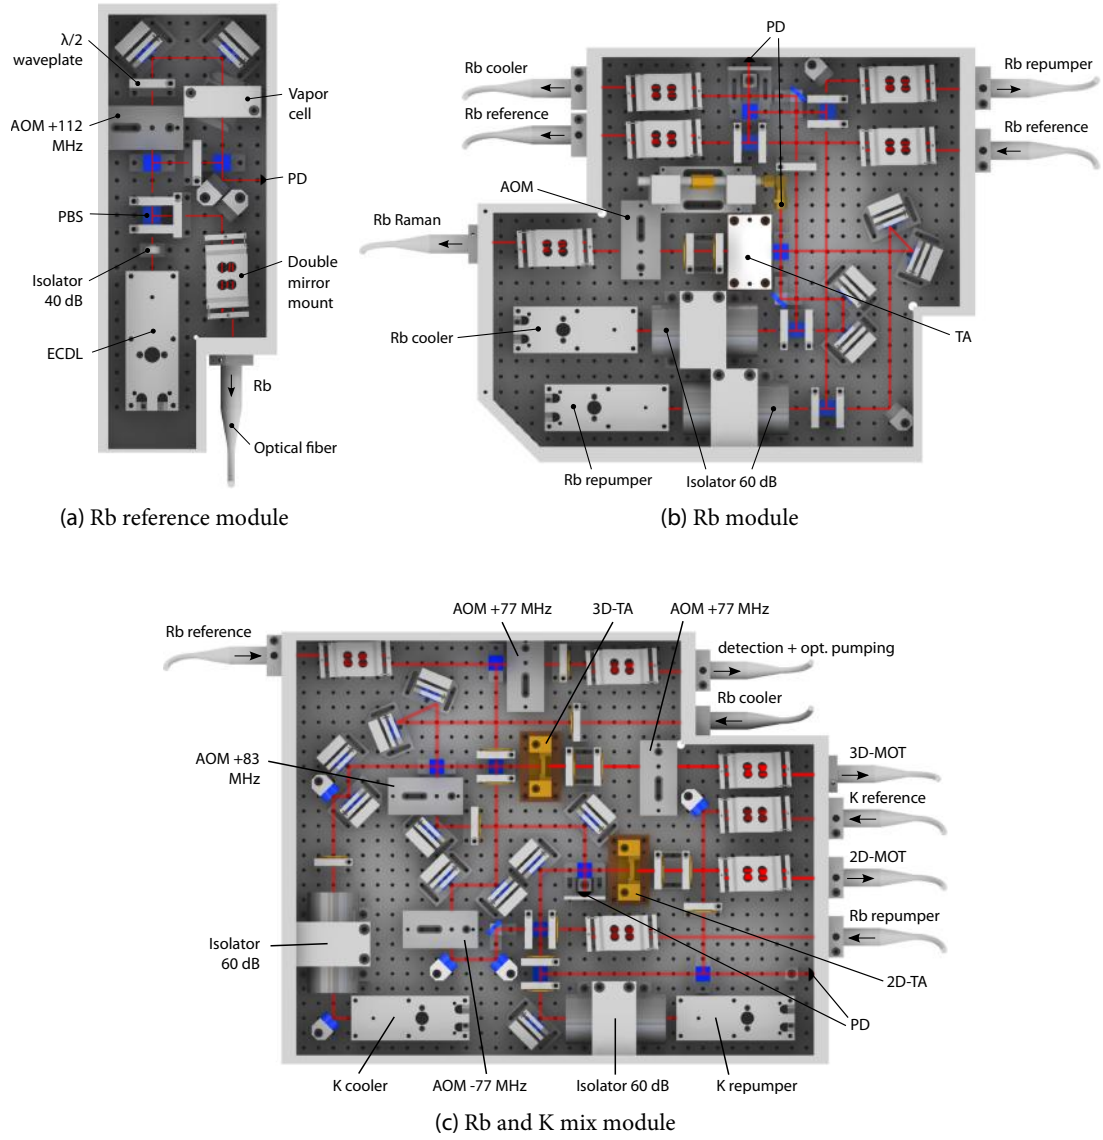 λ/2
waveplate
AOM +112
MHz
PBS
Isolator
40 dB
ECDL
Vapor
cell
PD
Double
mirror
mount
Rb
Optical fiber
(a) Rb reference module
PD
Rb cooler
Rb reference
AOM
Rb Raman
Rb cooler
Rb repumper
Isolator 60 dB
Rb repumper
Rb reference
TA
(b) Rb module
AOM +77 MHz
3D-TA
AOM +77 MHz
Rb reference
detection + opt. pumping
Rb cooler
AOM +83
MHz
3D-MOT
K reference
2D-MOT
Rb repumper
Isolator
60 dB
2D-TA
PD
K cooler
AOM -77 MHz
Isolator 60 dB
K repumper
(c) Rb and K mix module